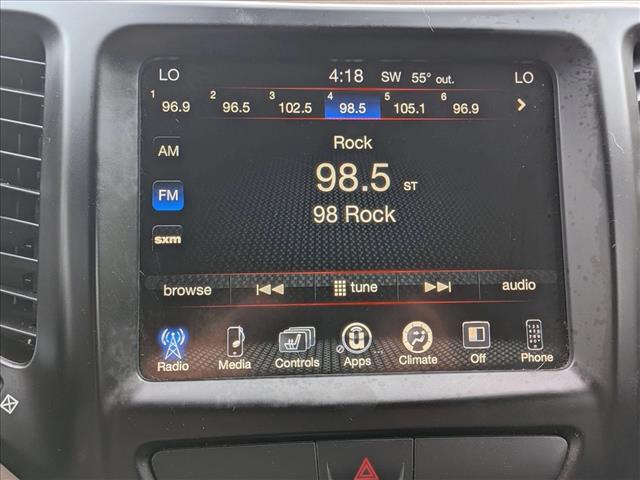 LO 4:18 SW 55° out. LO
1 96.9 2 96.5 3 102.5 4 98.5 5 105.1 6 96.9
AM
Rock
FM
98.5 ST
98 Rock
sxm
browse tune audio
Radio Media Controls Apps Climate Off Phone